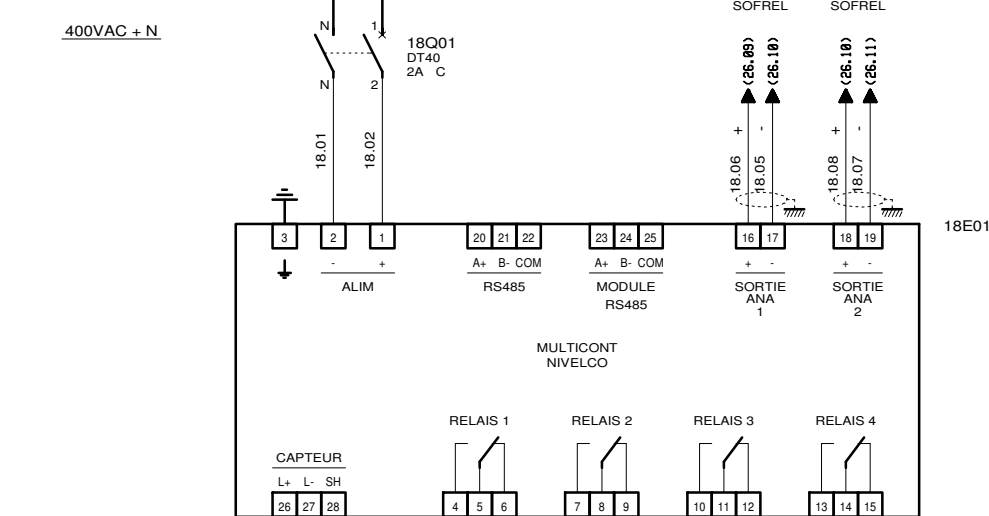 SOFREL SOFREL
400VAC + N
N 1
18Q01
DT40
2A C
N 2
(26.09) (26.10) (26.10) (26.11)
+ - + -
18.01 18.02 18.06 18.05 18.08 18.07
18E01
3 2 1 20 21 22 23 24 25 16 17 18 19
- + A+ B- COM A+ B- COM + - + -
ALIM RS485 MODULE RS485 SORTIE ANA 1 SORTIE ANA 2
MULTICONT
NIVELCO
RELAIS 1 RELAIS 2 RELAIS 3 RELAIS 4
CAPTEUR
L+ L- SH
26 27 28 4 5 6 7 8 9 10 11 12 13 14 15